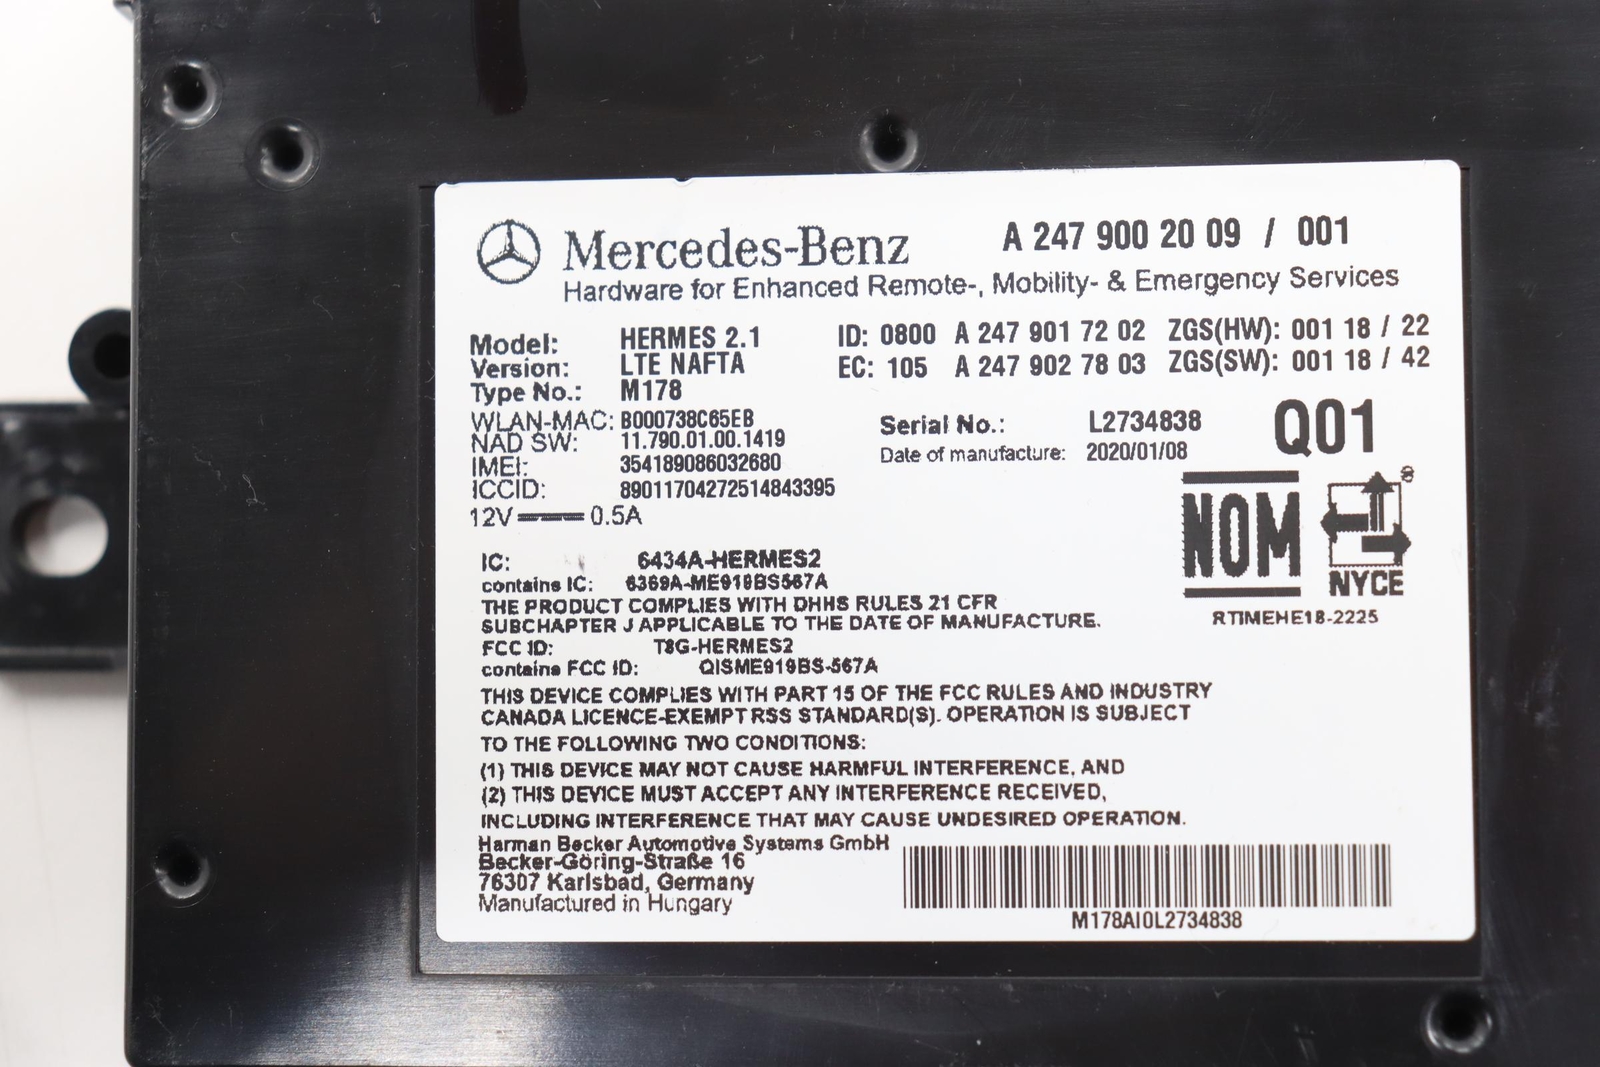 Mercedes-Benz A 247 900 20 09 / 001
Hardware for Enhanced Remote-, Mobility- & Emergency Services
Model: HERMES 2.1 ID: 0800 A 247 901 72 02 ZGS(HW): 001 18 / 22
Version: LTE NAFTA EC: 105 A 247 902 78 03 ZGS(SW): 001 18 / 42
Type No.: M178
WLAN-MAC: B000738C65EB Serial No.: L2734838 Q01
NAD SW: 11.790.01.00.1419 Date of manufacture: 2020/01/08
IMEI: 354189086032680
ICCID: 89011704272514843395
12V 0.5A
NOM
NYCE
RTIMEHE18-2225
IC: 6434A-HERMES2
contains IC: 6369A-ME919BS567A
THE PRODUCT COMPLIES WITH DHHS RULES 21 CFR
SUBCHAPTER J APPLICABLE TO THE DATE OF MANUFACTURE.
FCC ID: T8G-HERMES2
contains FCC ID: QISME919BS-567A
THIS DEVICE COMPLIES WITH PART 15 OF THE FCC RULES AND INDUSTRY
CANADA LICENCE-EXEMPT RSS STANDARD(S). OPERATION IS SUBJECT
TO THE FOLLOWING TWO CONDITIONS:
(1) THIS DEVICE MAY NOT CAUSE HARMFUL INTERFERENCE, AND
(2) THIS DEVICE MUST ACCEPT ANY INTERFERENCE RECEIVED,
INCLUDING INTERFERENCE THAT MAY CAUSE UNDESIRED OPERATION.
Harman Becker Automotive Systems GmbH
Becker-Göring-Straße 16
76307 Karlsbad, Germany
Manufactured in Hungary
M178AI0L2734838